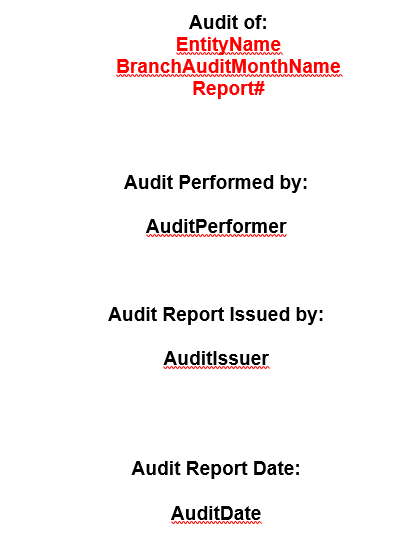 Audit of:
EntityName
BranchAuditMonthName
Report#
Audit Performed by:
AuditPerformer
Audit Report Issued by:
AuditIssuer
Audit Report Date:
AuditDate